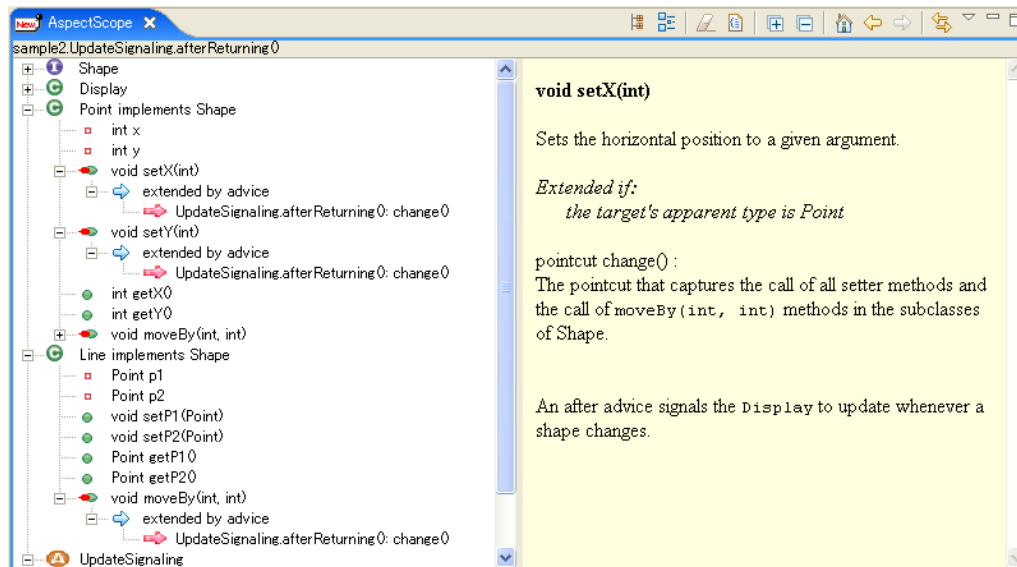 New! AspectScope
sample2.UpdateSignaling.afterReturning()
I Shape
C Display
C Point implements Shape
int x
int y
void setX(int)
extended by advice
UpdateSignaling.afterReturning(): change()
void setY(int)
extended by advice
UpdateSignaling.afterReturning(): change()
int getX()
int getY()
void moveBy(int, int)
C Line implements Shape
Point p1
Point p2
void setP1(Point)
void setP2(Point)
Point getP1()
Point getP2()
void moveBy(int, int)
extended by advice
UpdateSignaling.afterReturning(): change()
A UpdateSignaling
void setX(int)
Sets the horizontal position to a given argument.
Extended if:
the target's apparent type is Point
pointcut change() :
The pointcut that captures the call of all setter methods and
the call of moveBy(int, int) methods in the subclasses
of Shape.
An after advice signals the Display to update whenever a
shape changes.